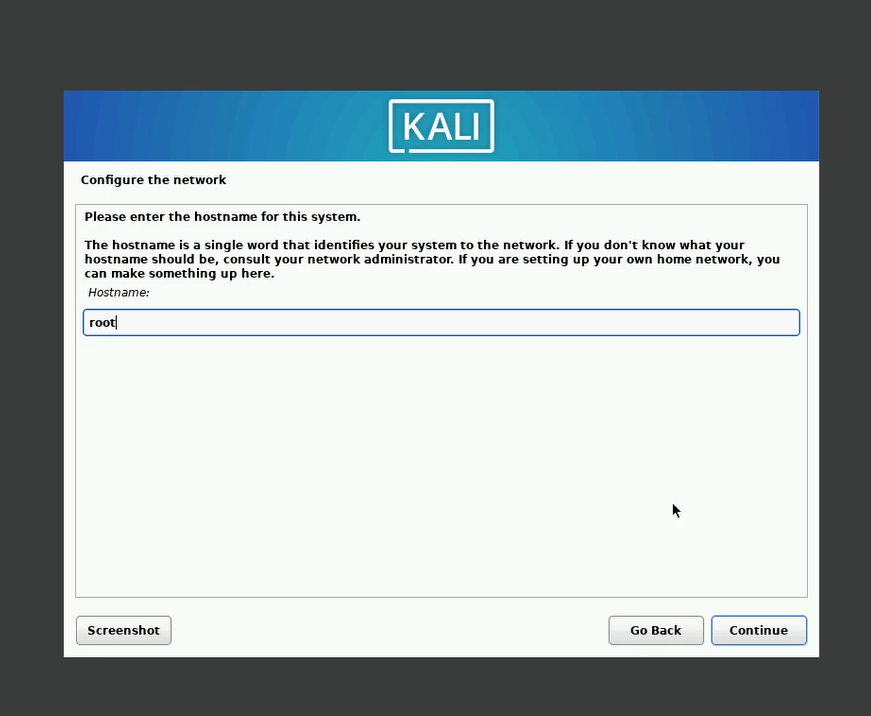 KALI
Configure the network
Please enter the hostname for this system.
The hostname is a single word that identifies your system to the network. If you don't know what your
hostname should be, consult your network administrator. If you are setting up your own home network, you
can make something up here.
Hostname:
root
Screenshot
Go Back
Continue